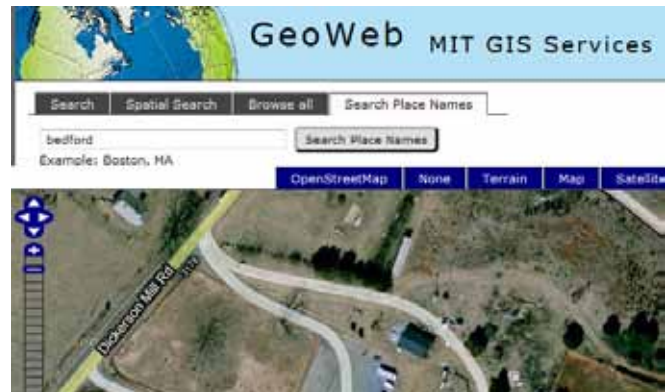 GeoWeb MIT GIS Services
Search Spatial Search Browse all Search Place Names
bedford Search Place Names
Example: Boston, MA
OpenStreetMap None Terrain Map Satellite
Dickerson Mill Rd